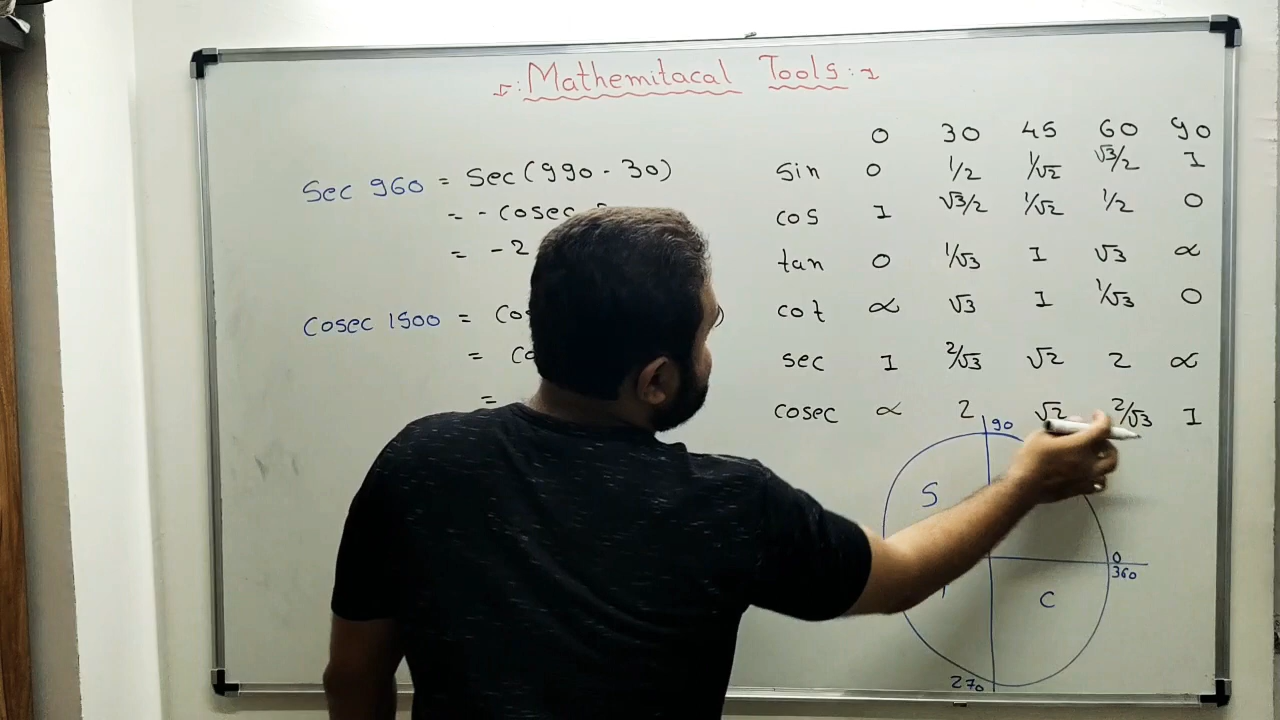 Mathemitacal Tools
Sec 960 = Sec (990 - 30)
= - cosec
= -2
Cosec 1500 =
=
=
0 30 45 60 90
Sin 0 1/2 1/√2 √3/2 1
cos 1 √3/2 1/√2 1/2 0
tan 0 1/√3 1 √3 ∝
cot ∝ √3 1 1/√3 0
sec 1 2/√3 √2 2 ∝
cosec ∝ 2 √2 2/√3 1
90
S
0
360
C
270